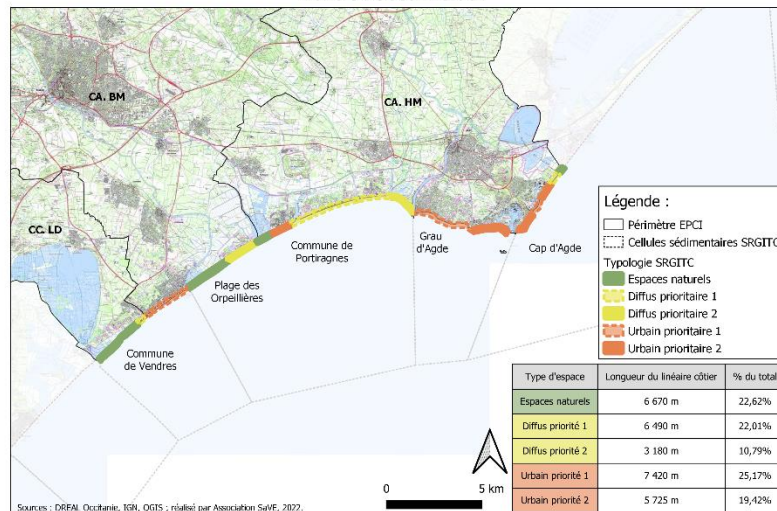 CA. BM
CA. HM
CC. LD
Commune de
Portiragnes
Grau
d'Agde
Cap d'Agde
Plage des
Orpeillières
Commune
de Vendres
Légende :
Périmètre EPCI
Cellules sédimentaires SRGITC
Typologie SRGITC
Espaces naturels
Diffus prioritaire 1
Diffus prioritaire 2
Urbain prioritaire 1
Urbain prioritaire 2
Type d'espace Longueur du linéaire côtier % du total
Espaces naturels 6 670 m 22,62%
Diffus priorité 1 6 490 m 22,01%
Diffus priorité 2 3 180 m 10,79%
Urbain priorité 1 7 420 m 25,17%
Urbain priorité 2 5 725 m 19,42%
0 5 km
Sources : DREAL Occitanie, IGN, QGIS ; réalisé par Association SaVE, 2022.